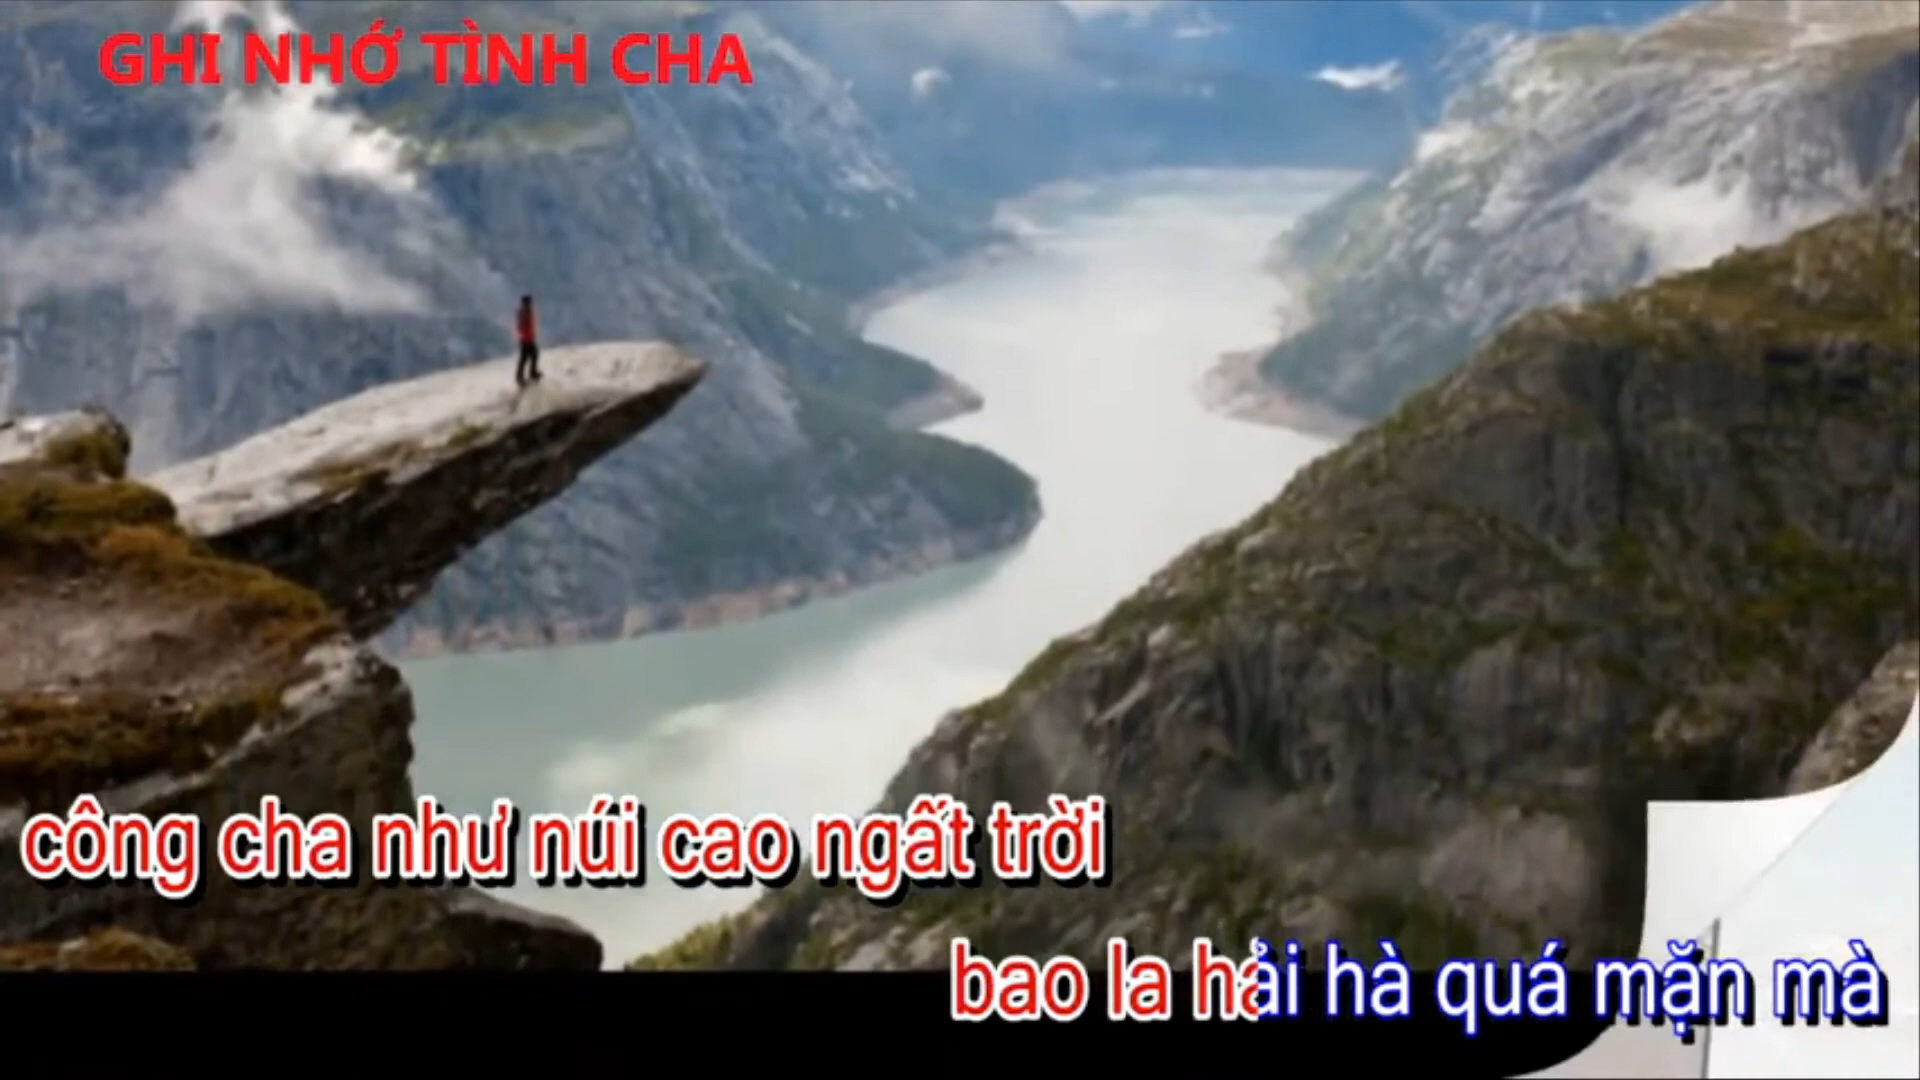 GHI NHỚ TÌNH CHA
công cha như núi cao ngất trời
bao la hải hà quá mặn mà